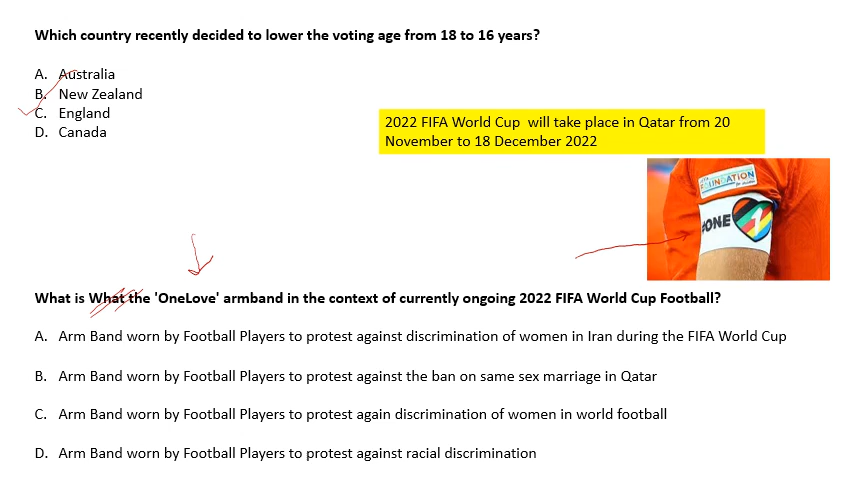 Which country recently decided to lower the voting age from 18 to 16 years?
A. Australia
B. New Zealand
C. England
D. Canada
2022 FIFA World Cup will take place in Qatar from 20
November to 18 December 2022
FOUNDATION
ONE
1
What is What the 'OneLove' armband in the context of currently ongoing 2022 FIFA World Cup Football?
A. Arm Band worn by Football Players to protest against discrimination of women in Iran during the FIFA World Cup
B. Arm Band worn by Football Players to protest against the ban on same sex marriage in Qatar
C. Arm Band worn by Football Players to protest again discrimination of women in world football
D. Arm Band worn by Football Players to protest against racial discrimination